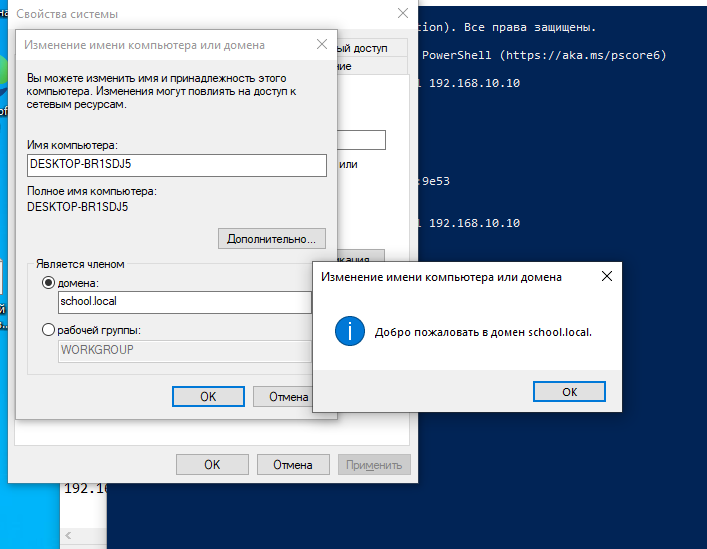 Свойства системы
Изменение имени компьютера или домена
ый доступ
ние
Вы можете изменить имя и принадлежность этого
компьютера. Изменения могут повлиять на доступ к
сетевым ресурсам.
Имя компьютера:
DESKTOP-BR1SDJ5
или
Полное имя компьютера:
DESKTOP-BR1SDJ5
Дополнительно...
Является членом
домена:
school.local
рабочей группы:
WORKGROUP
OK
Отмена
OK
Отмена
Применить
Изменение имени компьютера или домена
Добро пожаловать в домен school.local.
OK
ion). Все права защищены.
PowerShell (https://aka.ms/pscore6)
192.168.10.10
:9e53
192.168.10.10
192.16